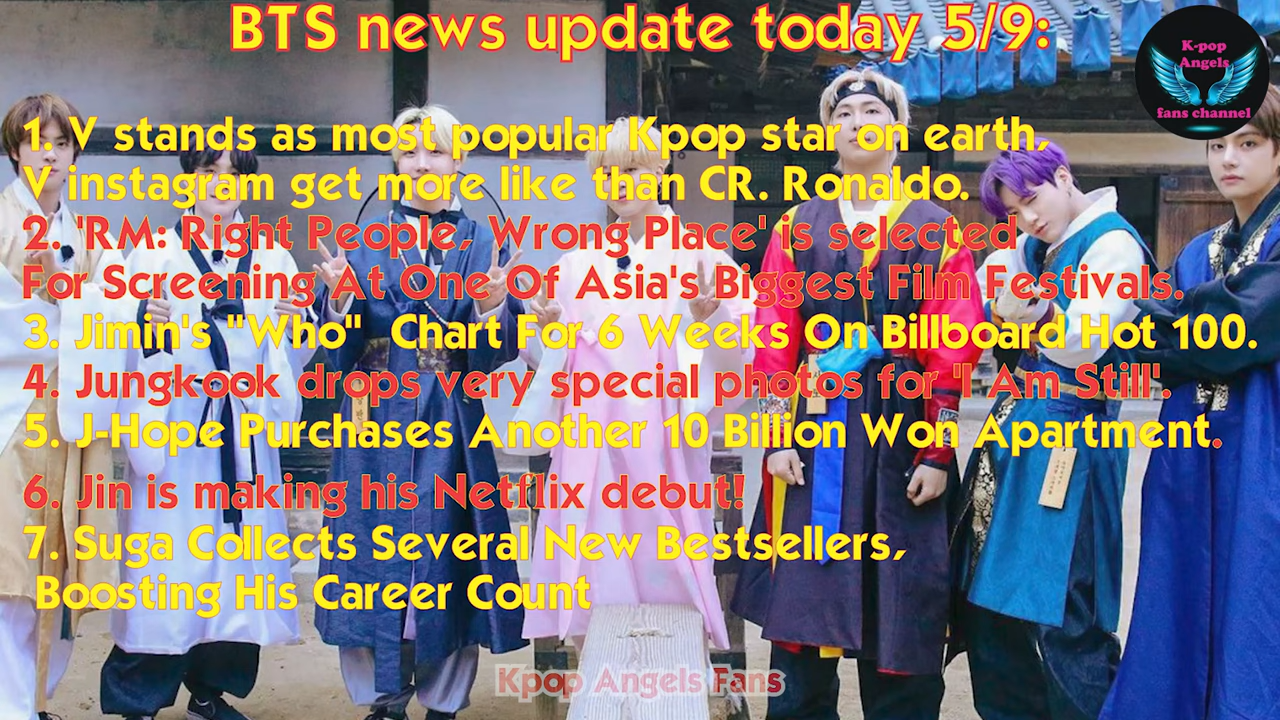 BTS news update today 5/9:
K-pop
Angels
fans channel
1. V stands as most popular Kpop star on earth,
V instagram get more like than CR. Ronaldo.
2. 'RM: Right People, Wrong Place' is selected
For Screening At One Of Asia's Biggest Film Festivals.
3. Jimin's "Who" Chart For 6 Weeks On Billboard Hot 100.
4. Jungkook drops very special photos for 'I Am Still'.
5. J-Hope Purchases Another 10 Billion Won Apartment.
6. Jin is making his Netflix debut!
7. Suga Collects Several New Bestsellers,
Boosting His Career Count
Kpop Angels Fans